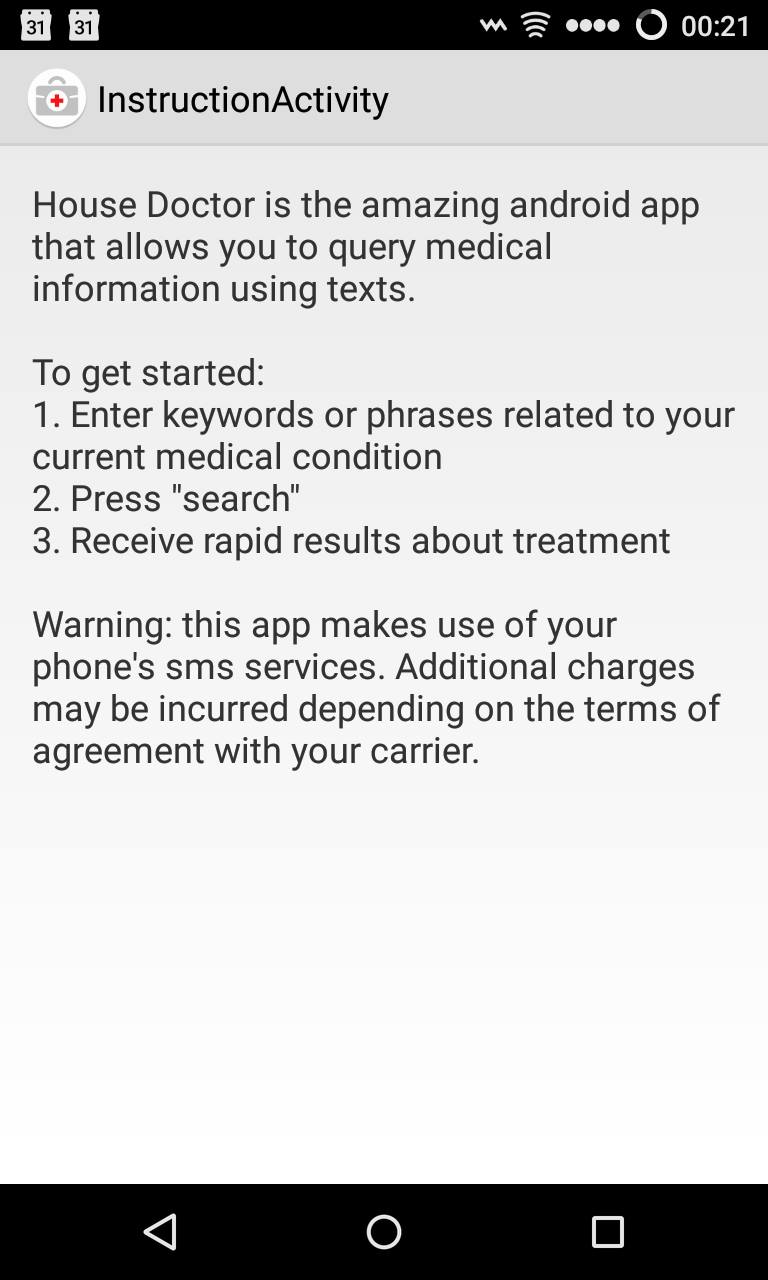 31 31 00:21
InstructionActivity
House Doctor is the amazing android app
that allows you to query medical
information using texts.
To get started:
1. Enter keywords or phrases related to your
current medical condition
2. Press "search"
3. Receive rapid results about treatment
Warning: this app makes use of your
phone's sms services. Additional charges
may be incurred depending on the terms of
agreement with your carrier.